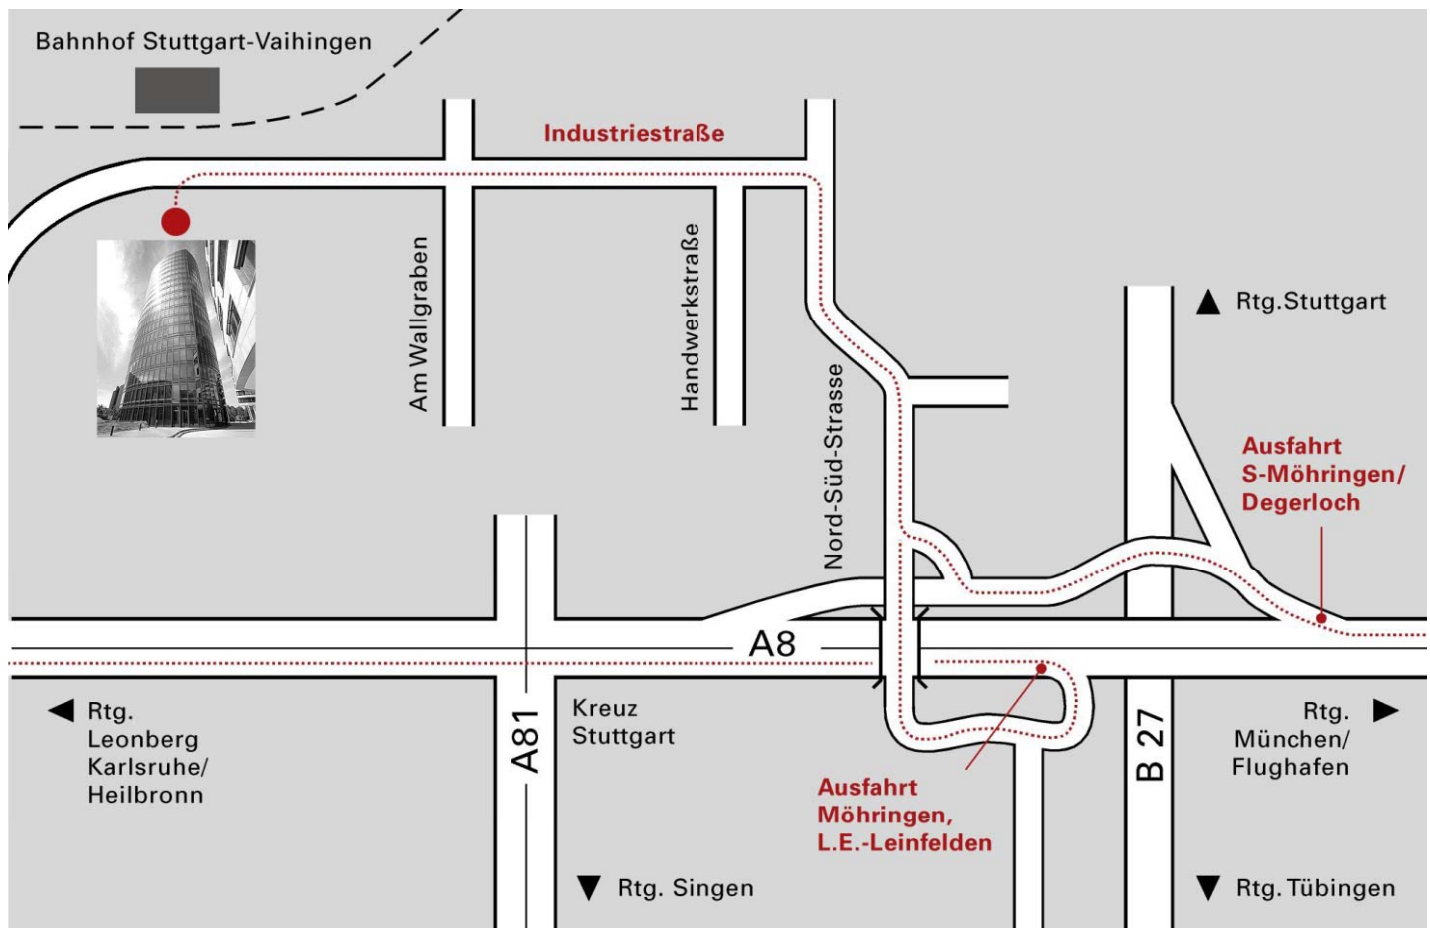 Bahnhof Stuttgart-Vaihingen
Industriestraße
Am Wallgraben
Handwerkstraße
Nord-Süd-Strasse
Rtg.Stuttgart
Ausfahrt
S-Möhringen/
Degerloch
A8
Rtg.
Leonberg
Karlsruhe/
Heilbronn
A81
Kreuz
Stuttgart
B 27
Rtg.
München/
Flughafen
Ausfahrt
Möhringen,
L.E.-Leinfelden
Rtg. Singen
Rtg. Tübingen